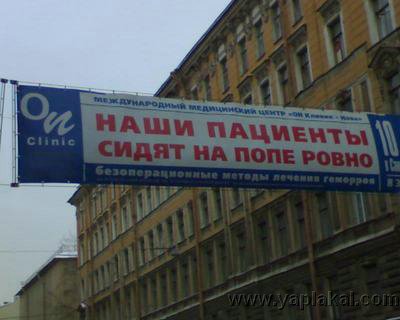 On
Clinic
МЕЖДУНАРОДНЫЙ МЕДИЦИНСКИЙ ЦЕНТР «ОН Клиник - Нева»
НАШИ ПАЦИЕНТЫ
СИДЯТ НА ПОПЕ РОВНО
безоперационные методы лечения геморроя
10
www.yaplakal.com